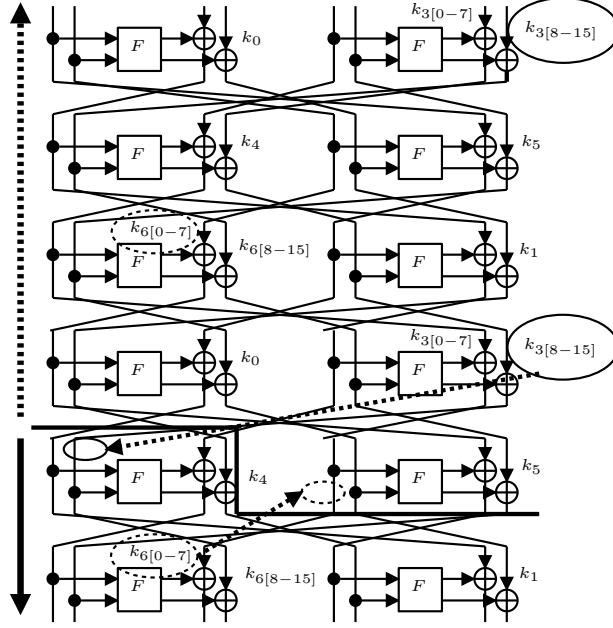 k3[0−7]
F k0 F k3[8−15]
F k4 F k5
k6[0−7]
F k6[8−15] F k1
F k0 F k3[0−7] k3[8−15]
F k4 F k5
k6[0−7]
F k6[8−15] F k1